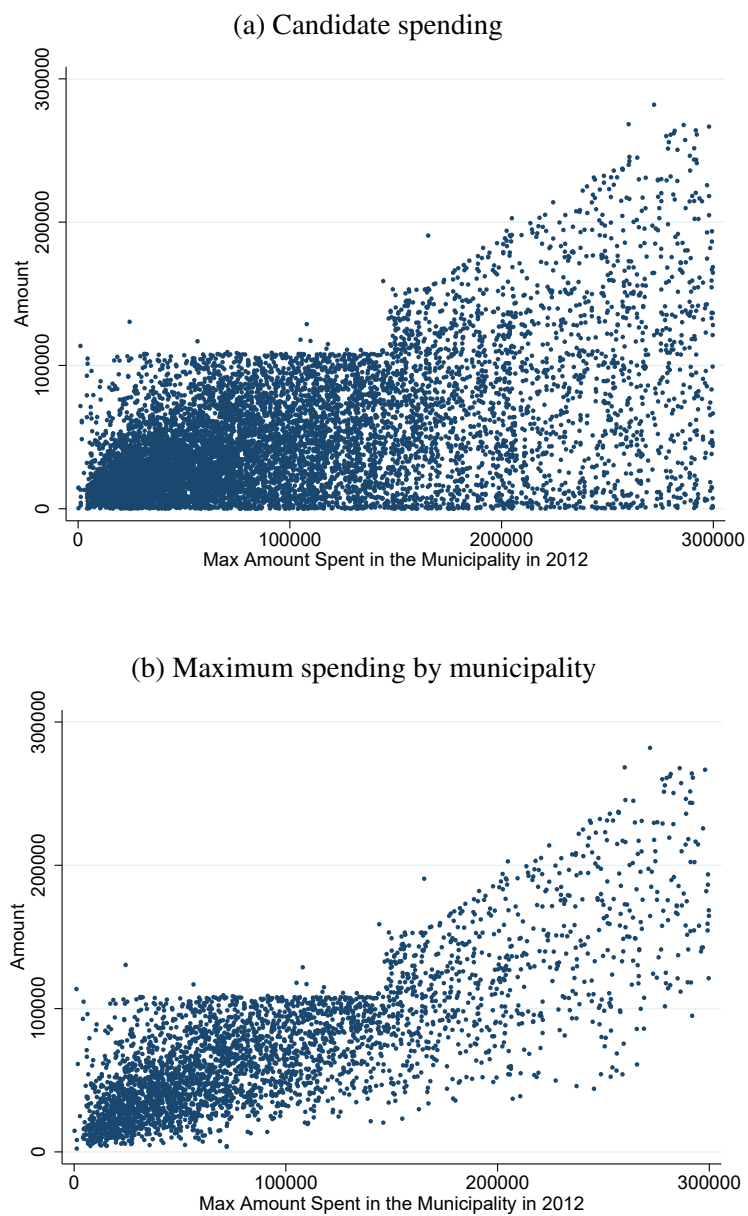 (a) Candidate spending
300000
200000
100000
0
Amount
0 100000 200000 300000
Max Amount Spent in the Municipality in 2012
(b) Maximum spending by municipality
300000
200000
100000
0
Amount
0 100000 200000 300000
Max Amount Spent in the Municipality in 2012